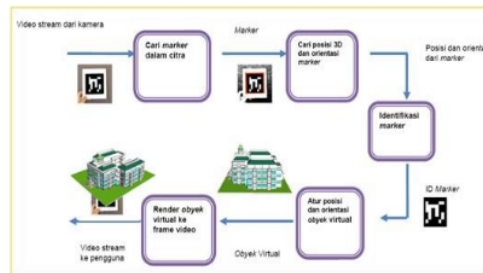 Video stream dari kamera
Marker
Cari marker
dalam citra
Cari posisi 3D
dan orientasi
marker
Posisi dan orientasi
dari marker
Identifikasi
marker
ID Marker
Atur posisi
dan orientasi
obyek virtual
Obyek Virtual
Render obyek
virtual ke
frame video
Video stream
ke pengguna